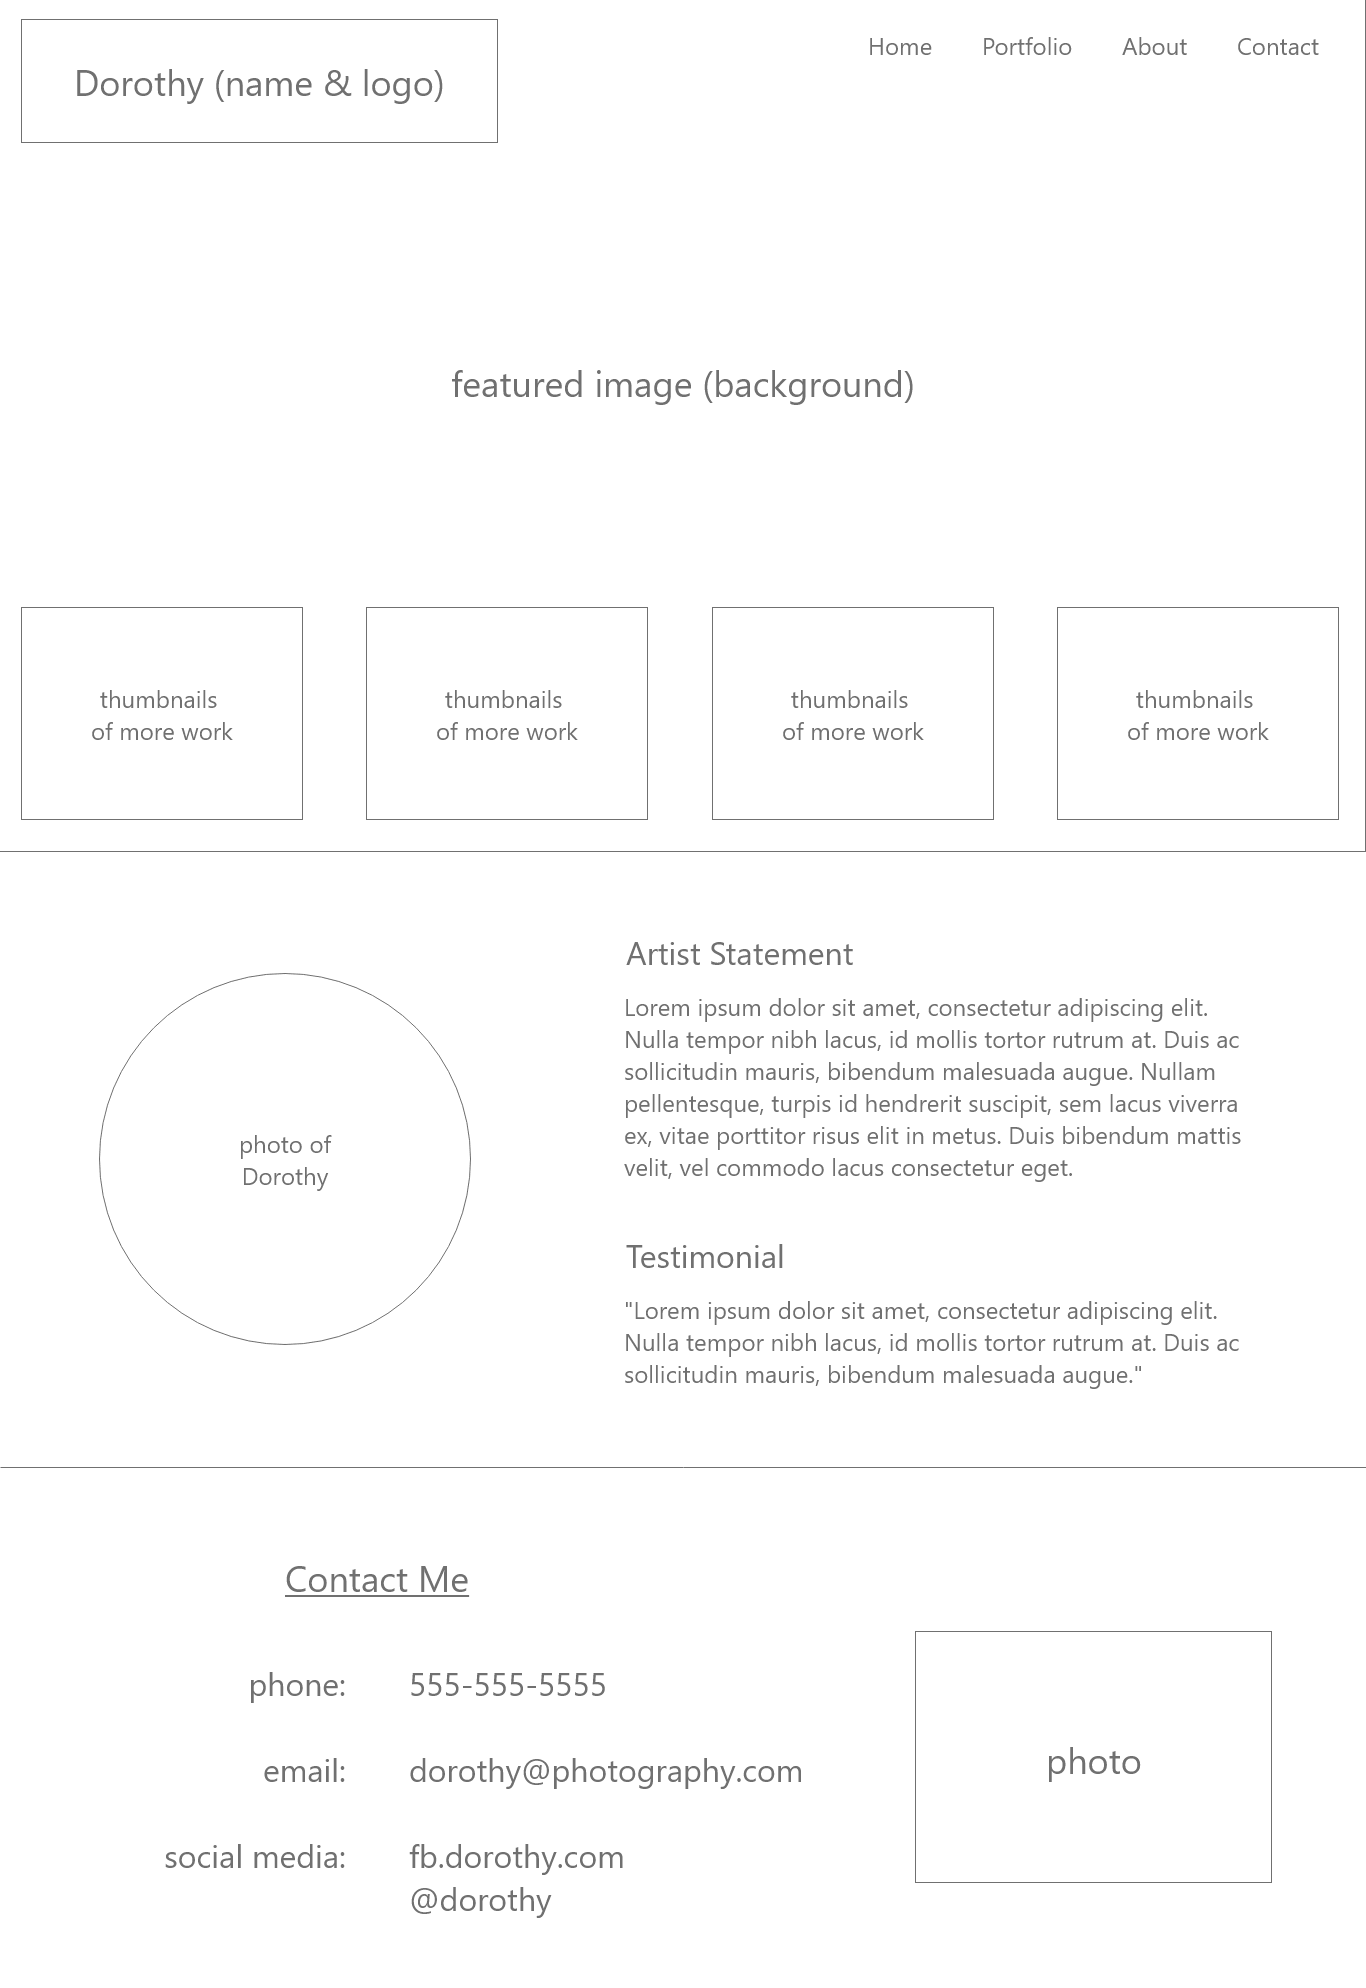 Dorothy (name & logo)
Home Portfolio About Contact
featured image (background)
thumbnails
of more work
thumbnails
of more work
thumbnails
of more work
thumbnails
of more work
photo of
Dorothy
Artist Statement
Lorem ipsum dolor sit amet, consectetur adipiscing elit.
Nulla tempor nibh lacus, id mollis tortor rutrum at. Duis ac
sollicitudin mauris, bibendum malesuada augue. Nullam
pellentesque, turpis id hendrerit suscipit, sem lacus viverra
ex, vitae porttitor risus elit in metus. Duis bibendum mattis
velit, vel commodo lacus consectetur eget.
Testimonial
"Lorem ipsum dolor sit amet, consectetur adipiscing elit.
Nulla tempor nibh lacus, id mollis tortor rutrum at. Duis ac
sollicitudin mauris, bibendum malesuada augue."
Contact Me
phone: 555-555-5555
email: dorothy@photography.com
social media: fb.dorothy.com
@dorothy
photo